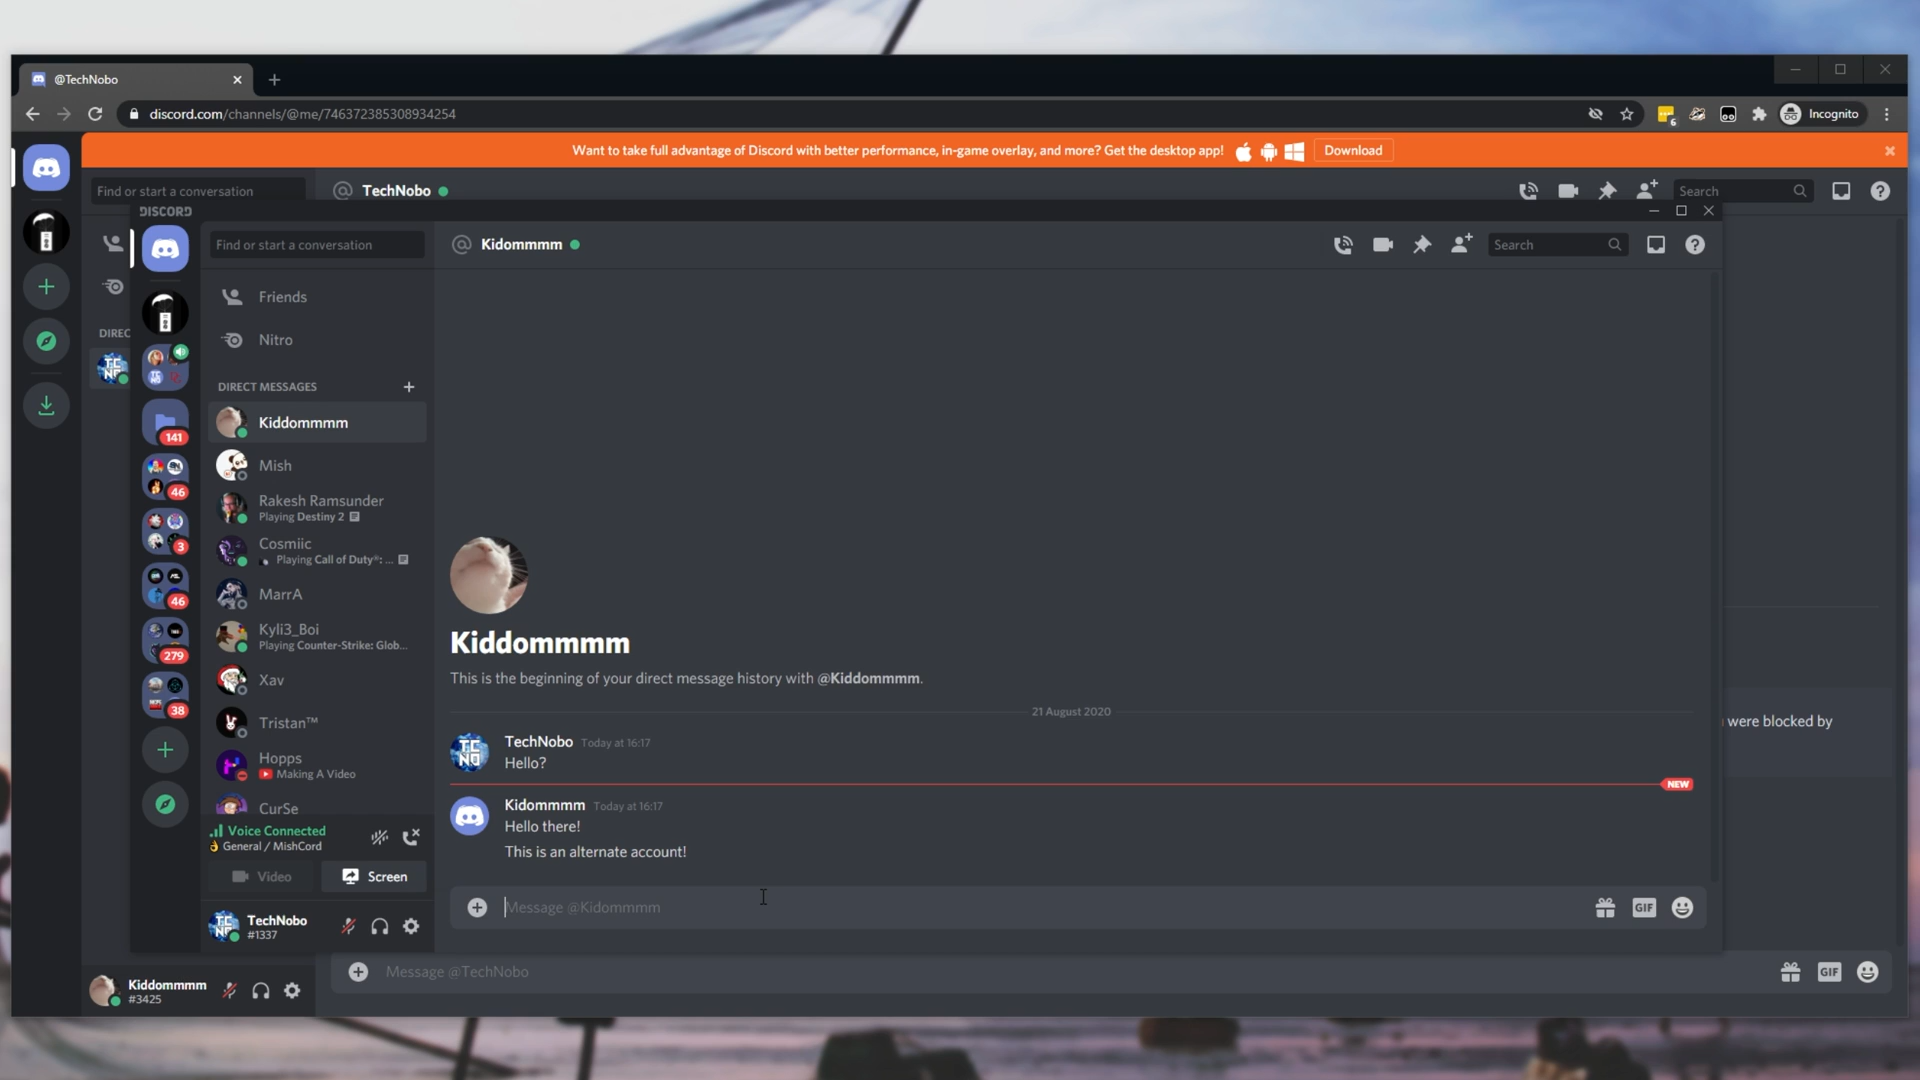 @TechNobo
discord.com/channels/@me/746372385308934254
6
Incognito
Want to take full advantage of Discord with better performance, in-game overlay, and more? Get the desktop app!
Download
Find or start a conversation
TechNobo
Search
DISCORD
Find or start a conversation
Kidommmm
Search
Friends
Nitro
DIREC
DIRECT MESSAGES
Kiddommmm
141
Mish
46
Rakesh Ramsunder
Playing Destiny 2
3
Cosmiic
Playing Call of Duty®: ...
46
MarrA
Kyli3_Boi
Playing Counter-Strike: Glob...
279
Xav
38
Tristan™
Hopps
Making A Video
CurSe
Kiddommmm
This is the beginning of your direct message history with @Kiddommmm.
21 August 2020
were blocked by
TechNobo Today at 16:17
Hello?
NEW
Kidommmm Today at 16:17
Hello there!
This is an alternate account!
Voice Connected
General / MishCord
Video
Screen
Message @Kidommmm
GIF
TechNobo
#1337
Message @TechNobo
GIF
Kiddommmm
#3425